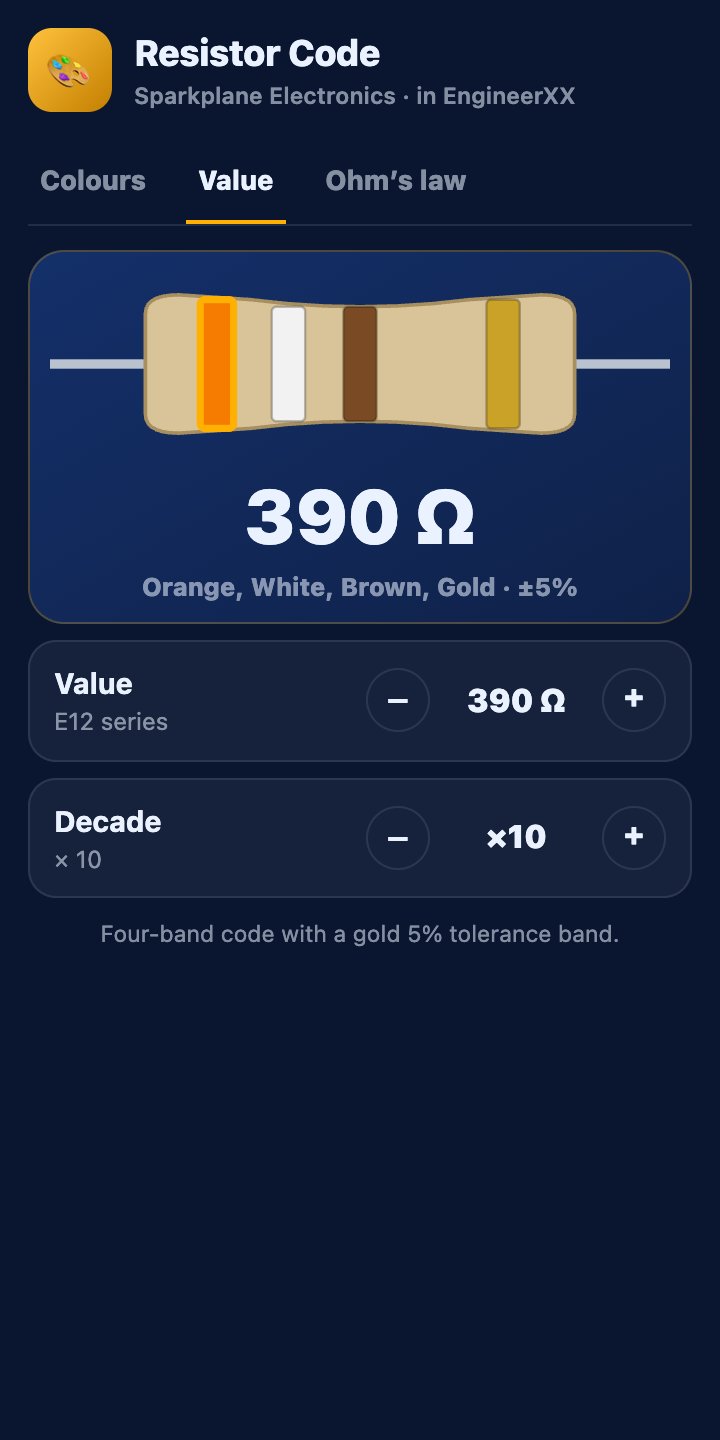 Resistor Code
Sparkplane Electronics · in EngineerXX
Colours Value Ohm’s law
390 Ω
Orange, White, Brown, Gold · ±5%
Value
E12 series
– 390 Ω +
Decade
× 10
– ×10 +
Four-band code with a gold 5% tolerance band.